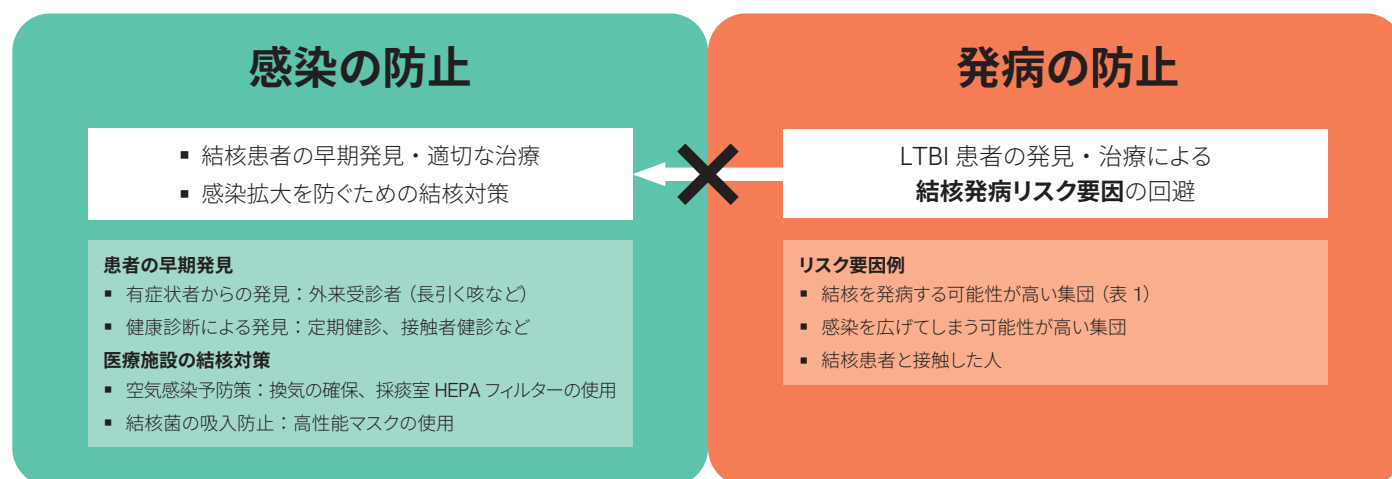 感染の防止
■ 結核患者の早期発見・適切な治療
■ 感染拡大を防ぐための結核対策
患者の早期発見
■ 有症状者からの発見：外来受診者（長引く咳など）
■ 健康診断による発見：定期健診、接触者健診など
医療施設の結核対策
■ 空気感染予防策：換気の確保、採痰室 HEPA フィルターの使用
■ 結核菌の吸入防止：高性能マスクの使用
発病の防止
LTBI 患者の発見・治療による
結核発病リスク要因の回避
リスク要因例
■ 結核を発病する可能性が高い集団（表 1）
■ 感染を広げてしまう可能性が高い集団
■ 結核患者と接触した人